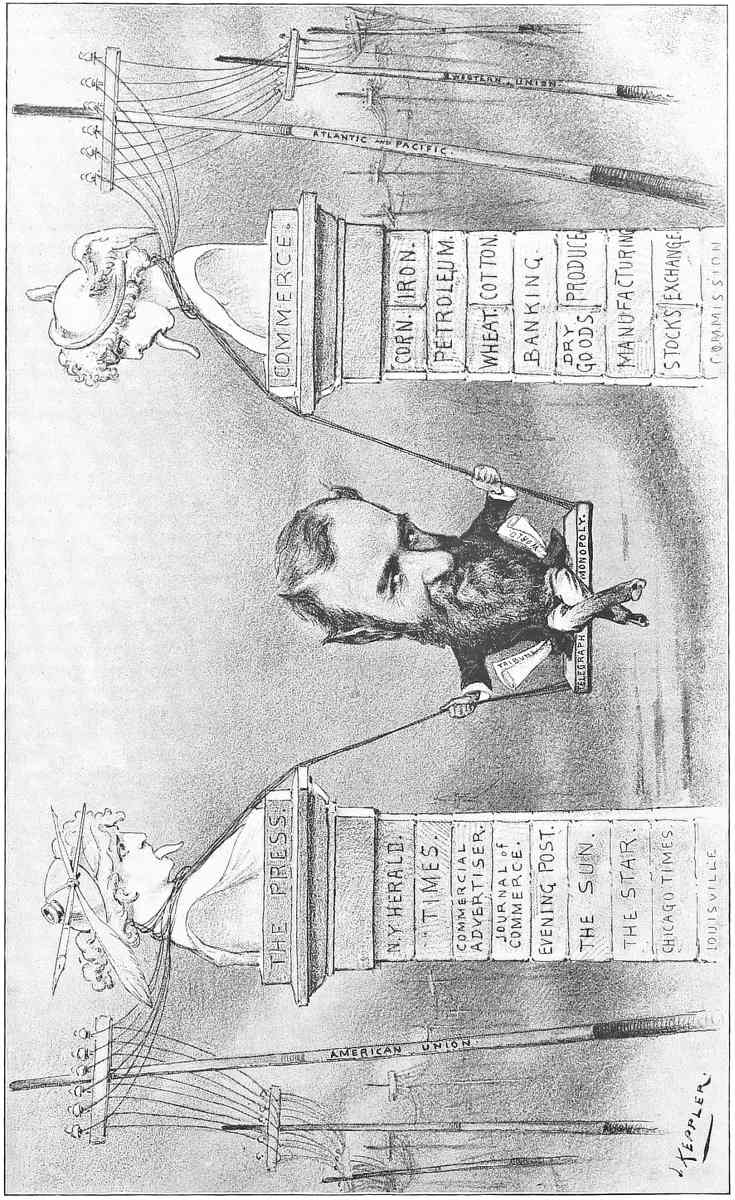 THE PRESS.
N.Y HERALD.
TIMES.
COMMERCIAL
ADVERTISER.
JOURNAL of
COMMERCE.
EVENING POST.
THE SUN.
THE STAR.
CHICAGO TIMES.
LOUISVILLE
AMERICAN UNION
TRIBUNE
WORLD
TELEGRAPH MONOPOLY.
COMMERCE.
CORN. IRON.
PETROLEUM.
WHEAT COTTON.
BANKING.
DRY
GOODS PRODUCE
MANUFACTURING
STOCKS EXCHANGE
COMMISSION
ATLANTIC AND PACIFIC.
WESTERN UNION
J. KEPPLER.